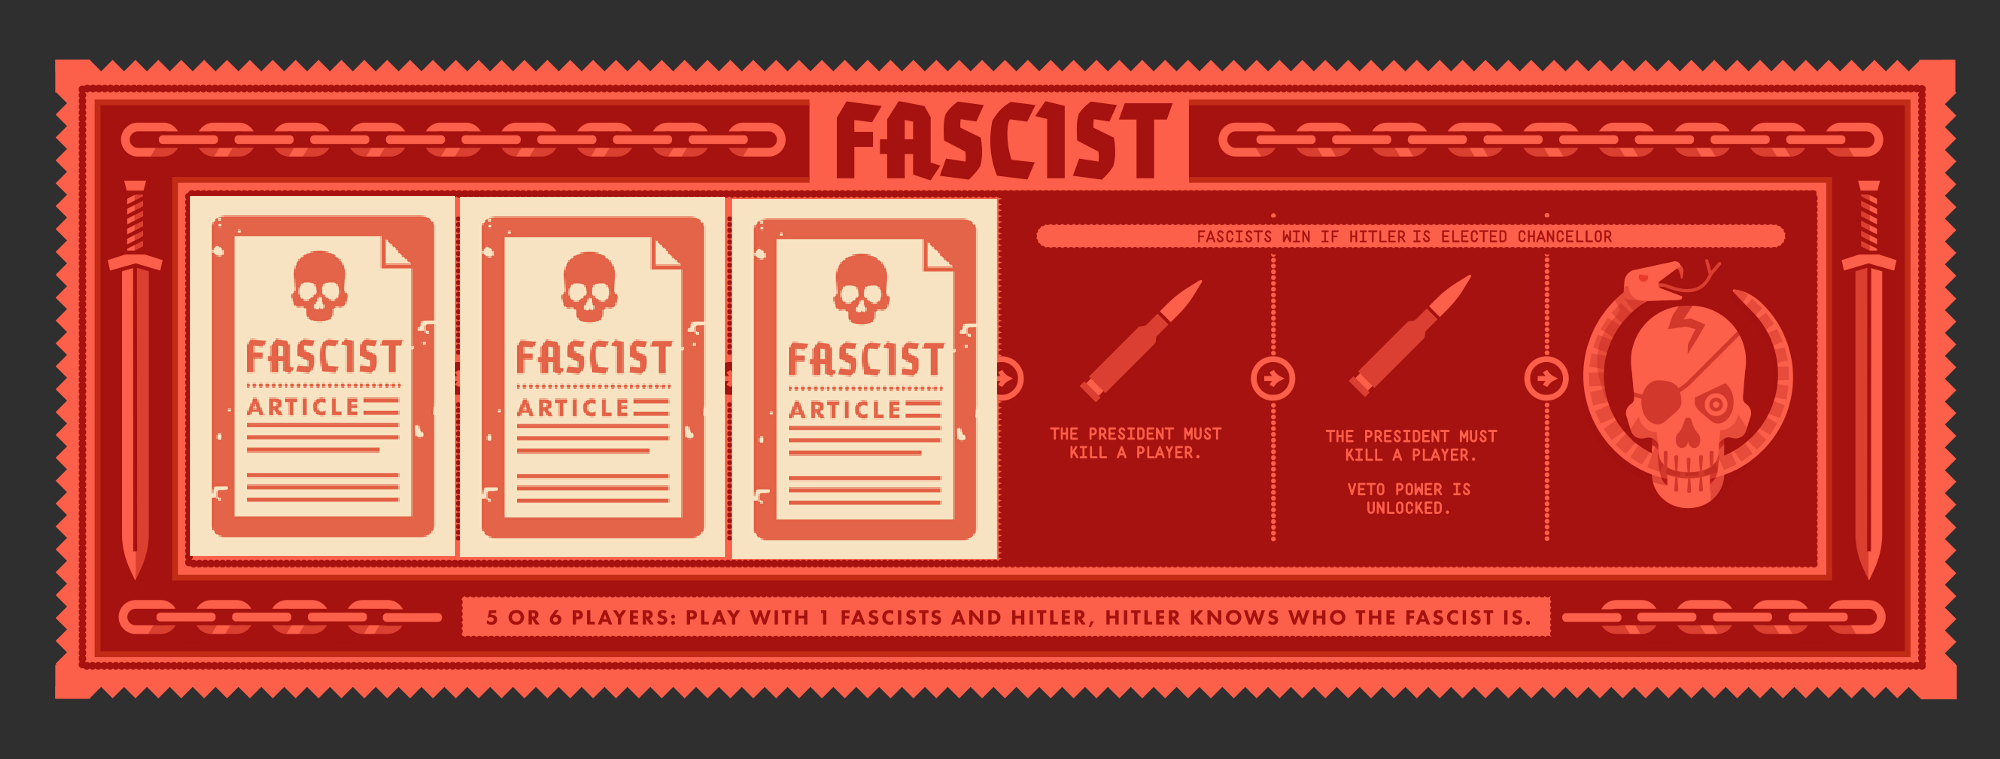 FASCIST
FASCISTS WIN IF HITLER IS ELECTED CHANCELLOR
FASCIST
ARTICLE
FASCIST
ARTICLE
FASCIST
ARTICLE
THE PRESIDENT MUST
KILL A PLAYER.
THE PRESIDENT MUST
KILL A PLAYER.
VETO POWER IS
UNLOCKED.
5 OR 6 PLAYERS: PLAY WITH 1 FASCISTS AND HITLER, HITLER KNOWS WHO THE FASCIST IS.